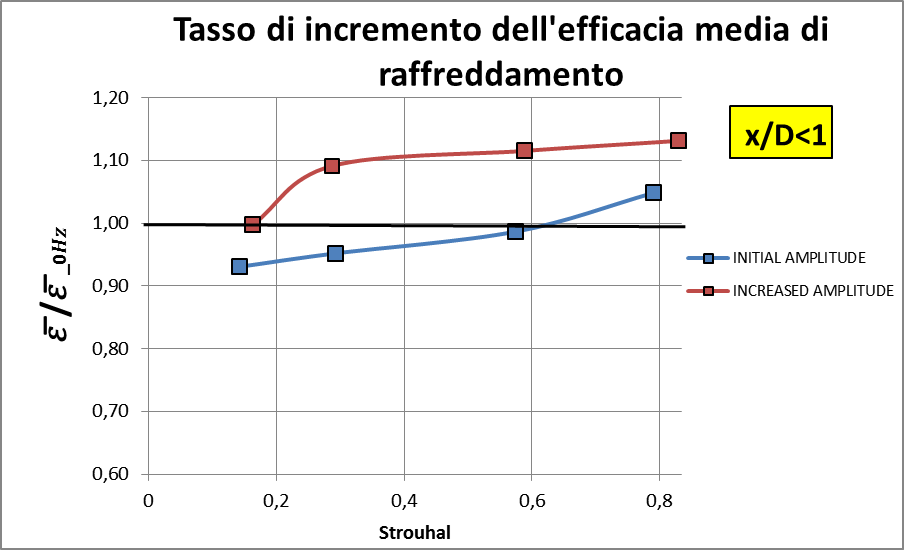 Tasso di incremento dell'efficacia media di
raffreddamento
x/D<1
1,20
1,10
1,00
0,90
0,80
0,70
0,60
ε̅/ε̅_0Hz
0 0,2 0,4 0,6 0,8
Strouhal
INITIAL AMPLITUDE
INCREASED AMPLITUDE